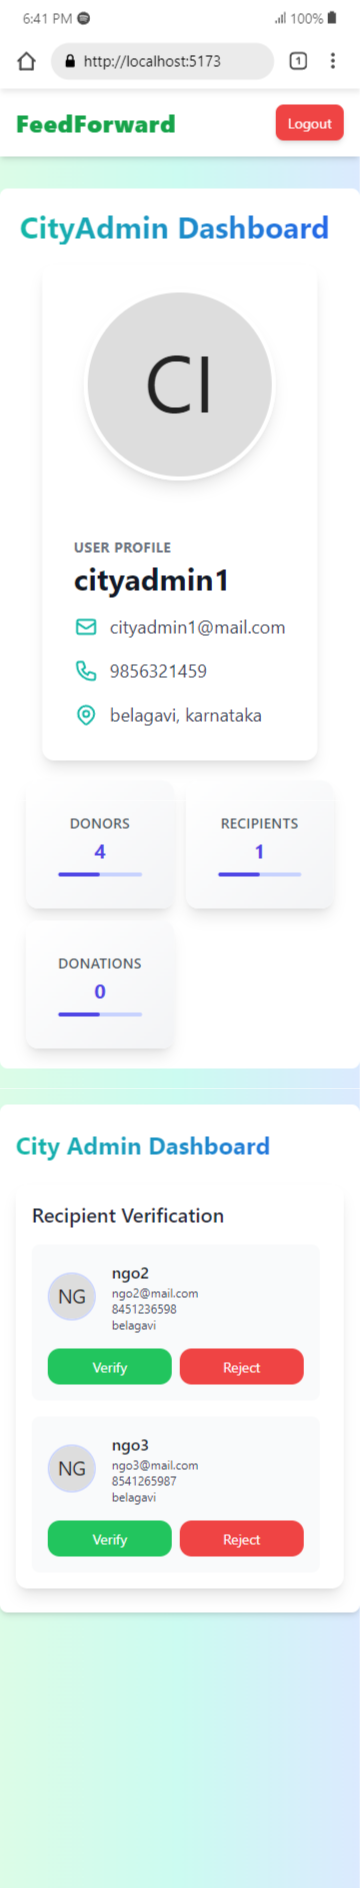 6:41 PM
100%
http://localhost:5173
1
FeedForward
Logout
CityAdmin Dashboard
CI
USER PROFILE
cityadmin1
cityadmin1@mail.com
9856321459
belagavi, karnataka
DONORS
4
RECIPIENTS
1
DONATIONS
0
City Admin Dashboard
Recipient Verification
NG
ngo2
ngo2@mail.com
8451236598
belagavi
Verify
Reject
NG
ngo3
ngo3@mail.com
8541265987
belagavi
Verify
Reject